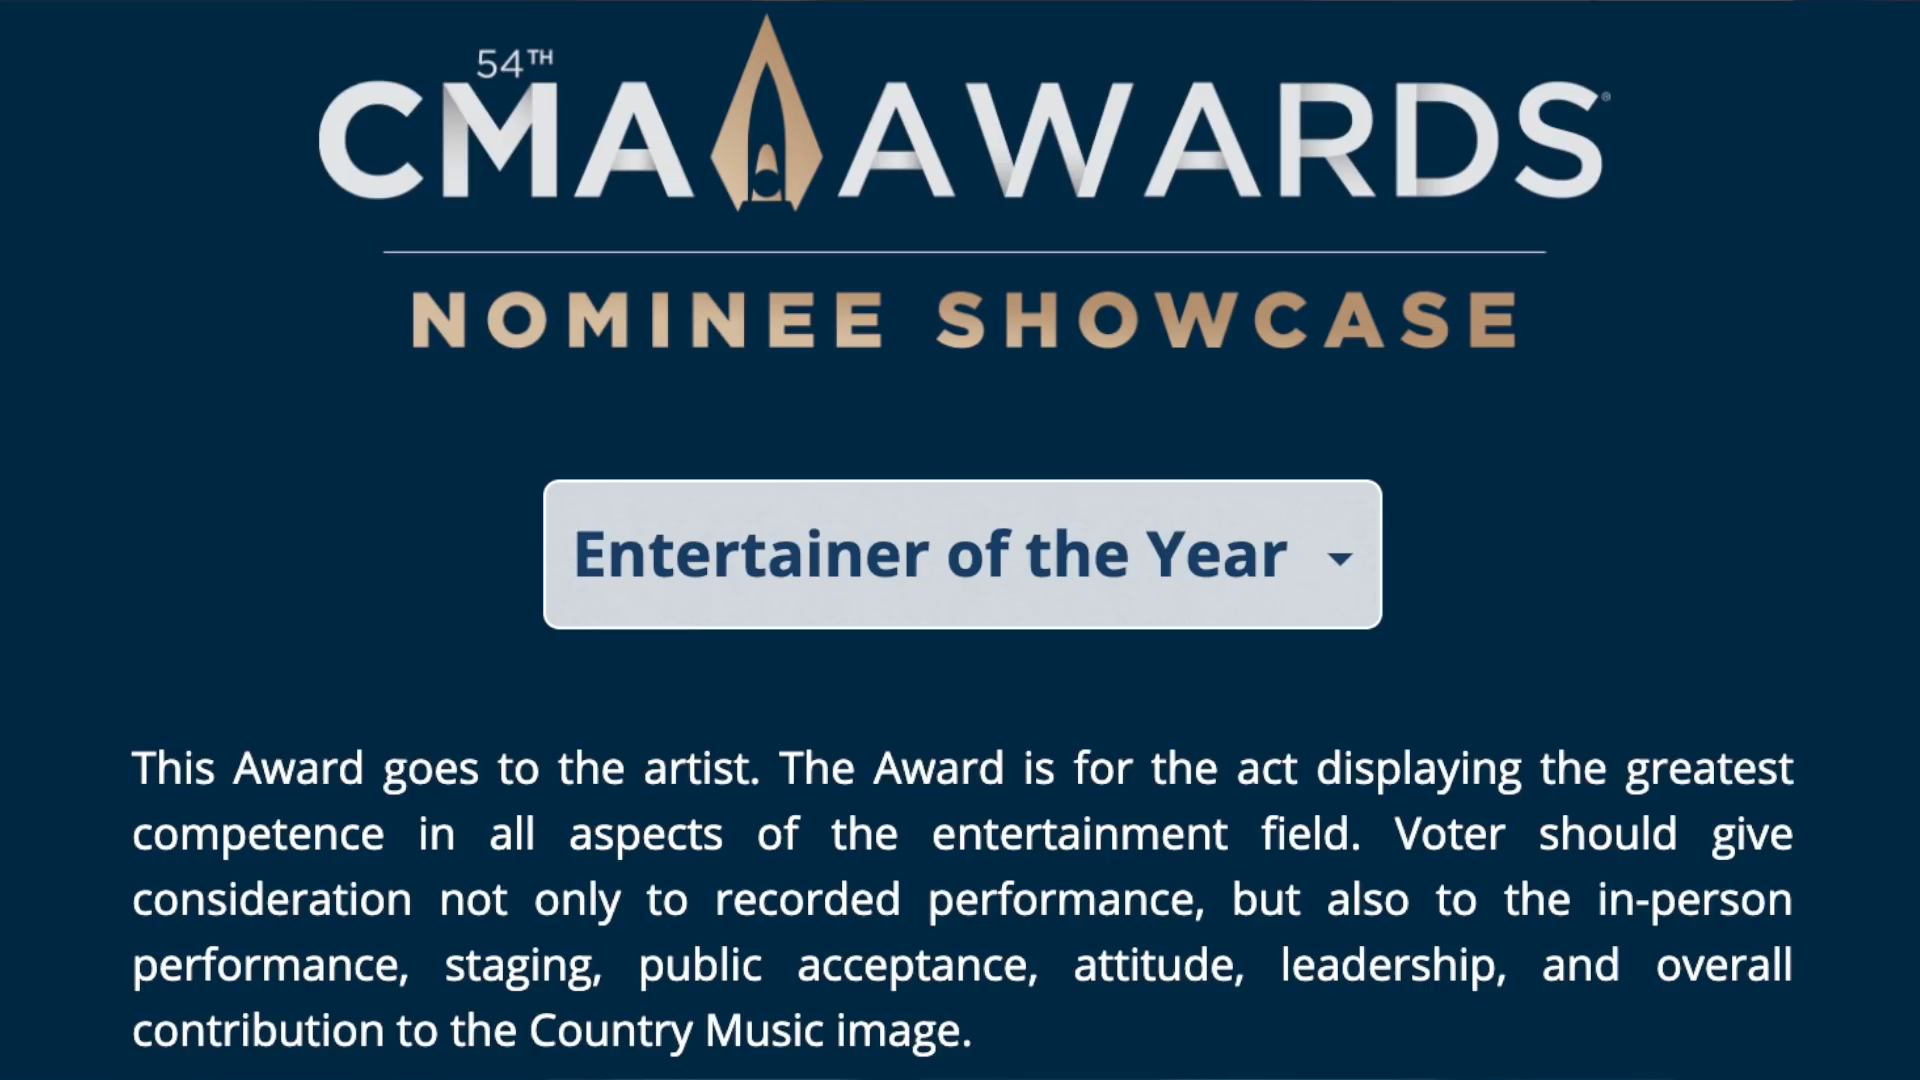 54TH
CMA AWARDS®
NOMINEE SHOWCASE
Entertainer of the Year
This Award goes to the artist. The Award is for the act displaying the greatest
competence in all aspects of the entertainment field. Voter should give
consideration not only to recorded performance, but also to the in-person
performance, staging, public acceptance, attitude, leadership, and overall
contribution to the Country Music image.